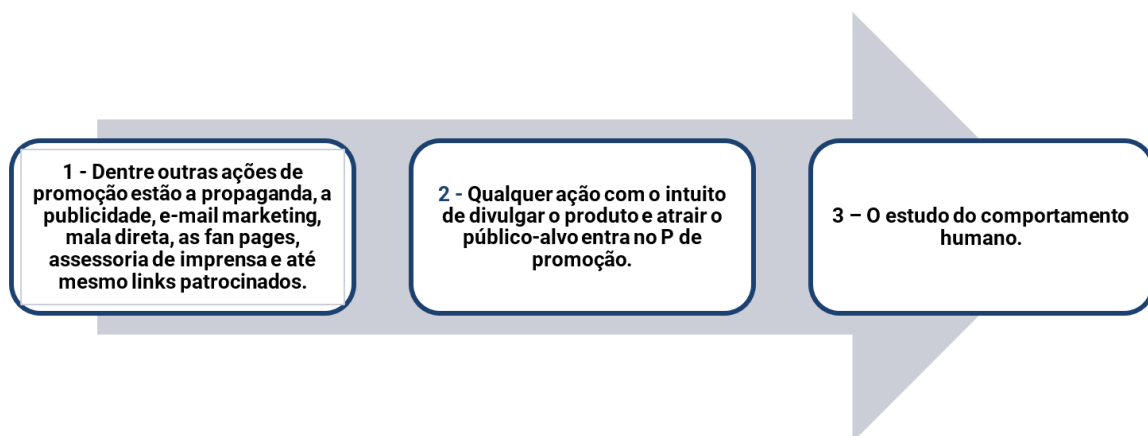 1 - Dentre outras ações de
promoção estão a propaganda, a
publicidade, e-mail marketing,
mala direta, as fan pages,
assessoria de imprensa e até
mesmo links patrocinados.
2 - Qualquer ação com o intuito
de divulgar o produto e atrair o
público-alvo entra no P de
promoção.
3 – O estudo do comportamento
humano.